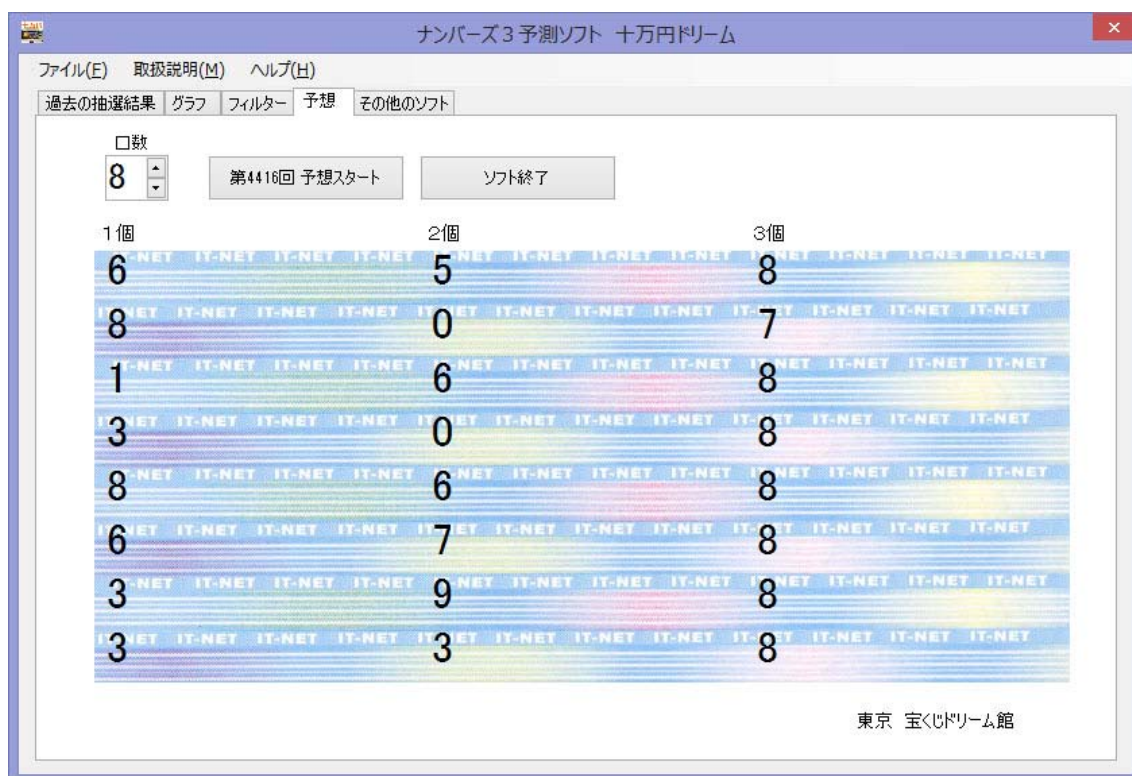 ナンバーズ3予測ソフト 十万円ドリーム
ファイル(F) 取扱説明(M) ヘルプ(H)
過去の抽選結果 グラフ フィルター 予想 その他のソフト
口数
8 第4416回 予想スタート ソフト終了
1個 2個 3個
6 5 8
8 0 7
1 6 8
3 0 8
8 6 8
6 7 8
3 9 8
3 3 8
東京 宝くじドリーム館